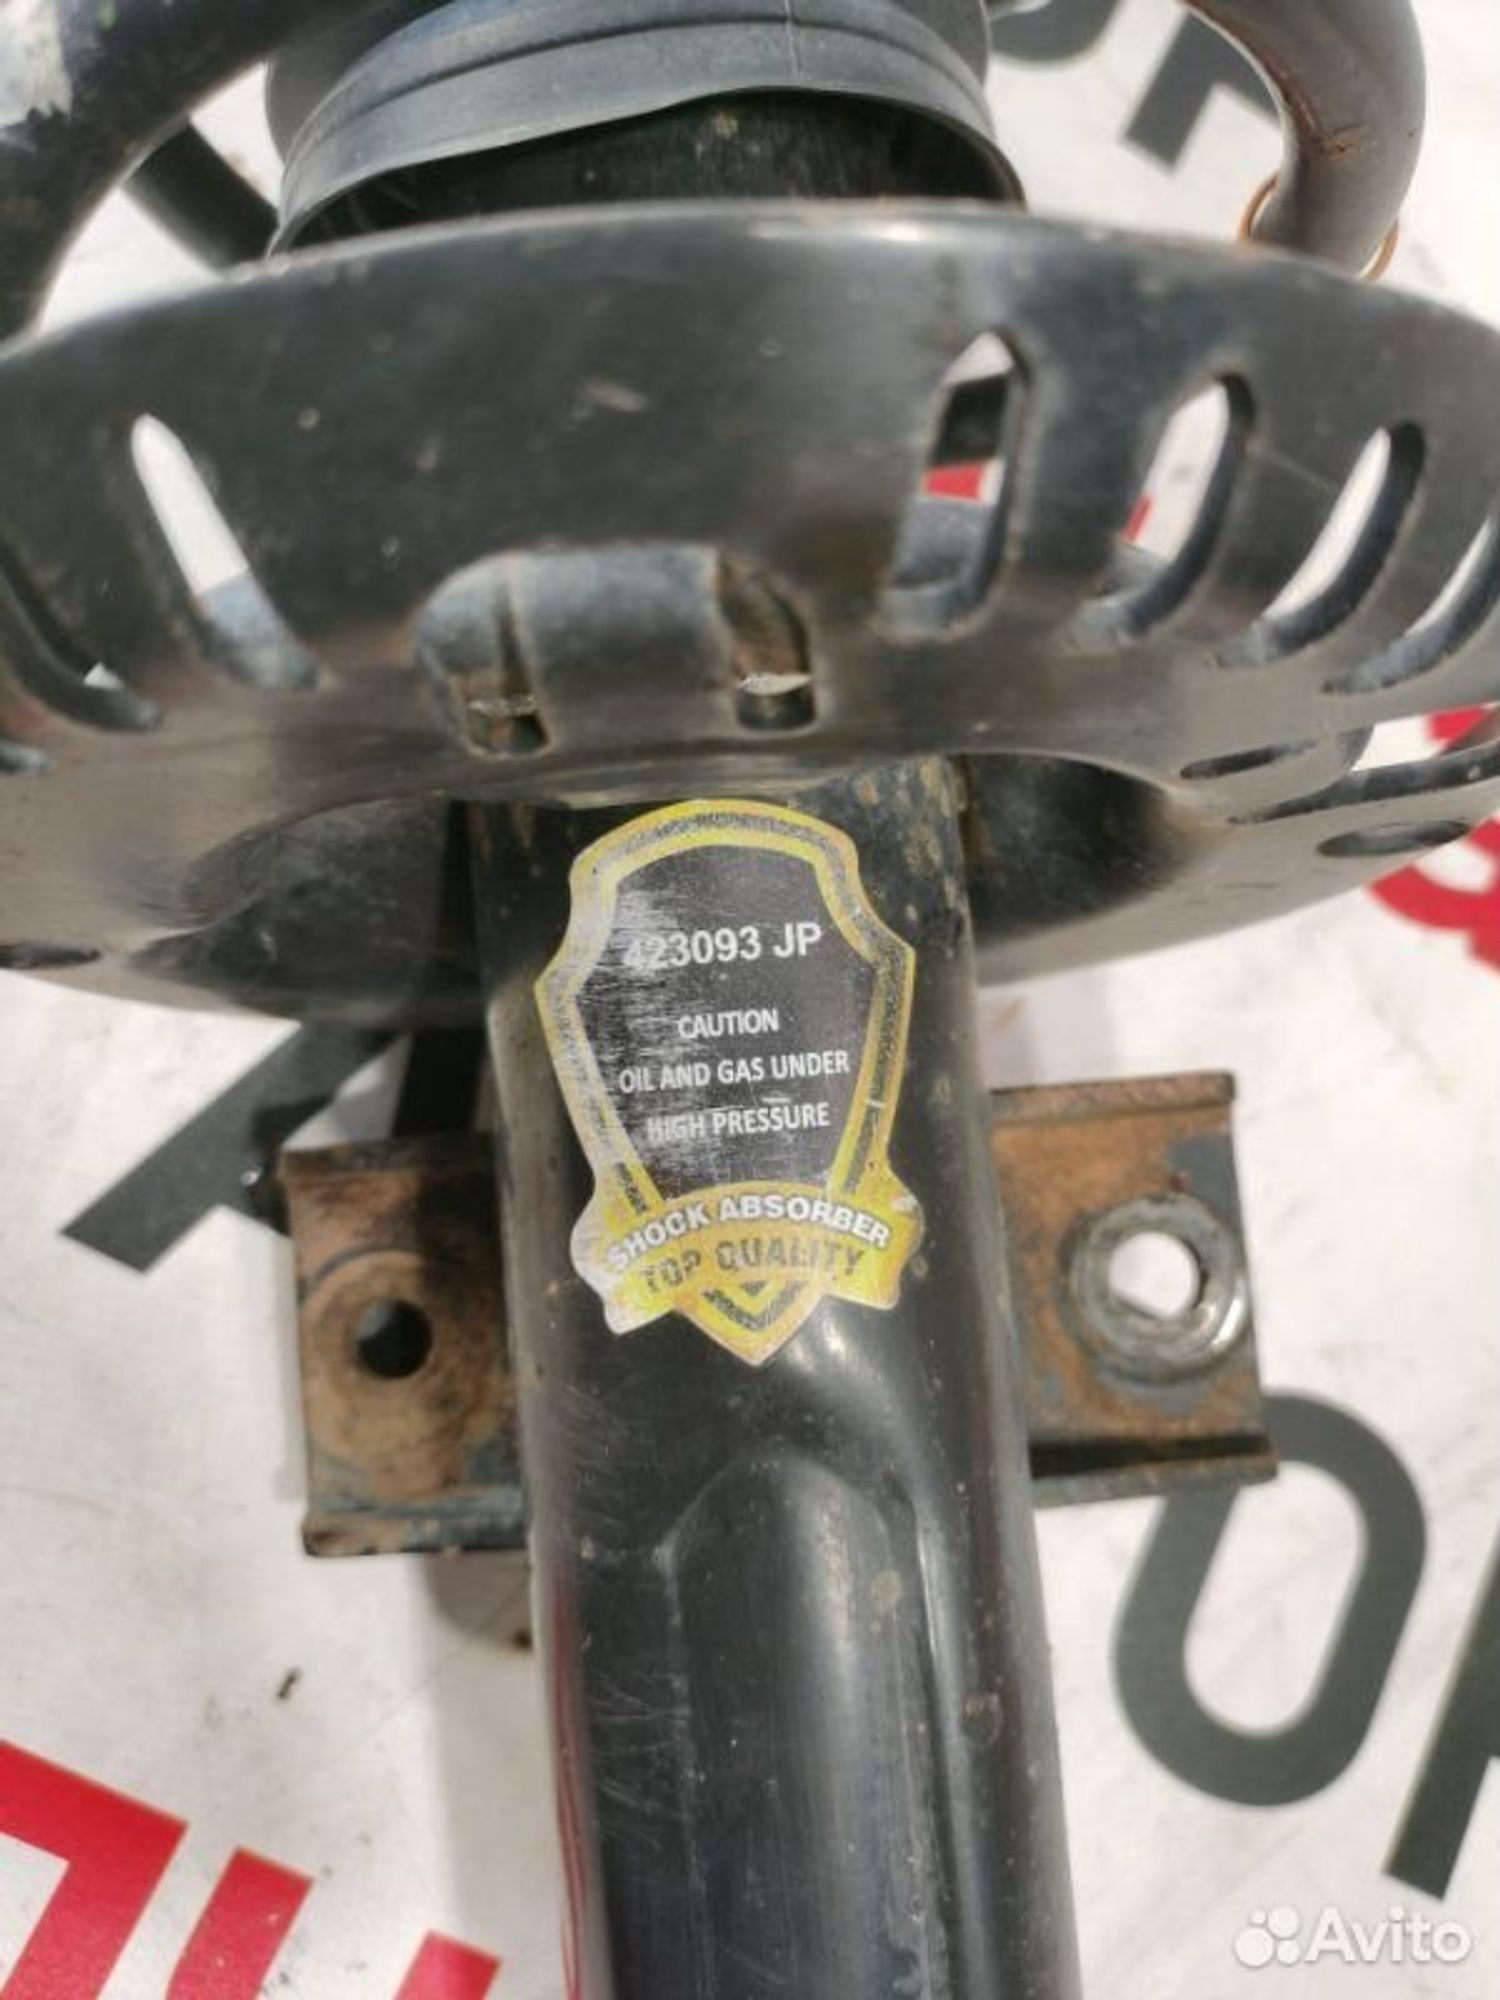 423093 JP
CAUTION
OIL AND GAS UNDER
HIGH PRESSURE
SHOCK ABSORBER
TOP QUALITY
Avito